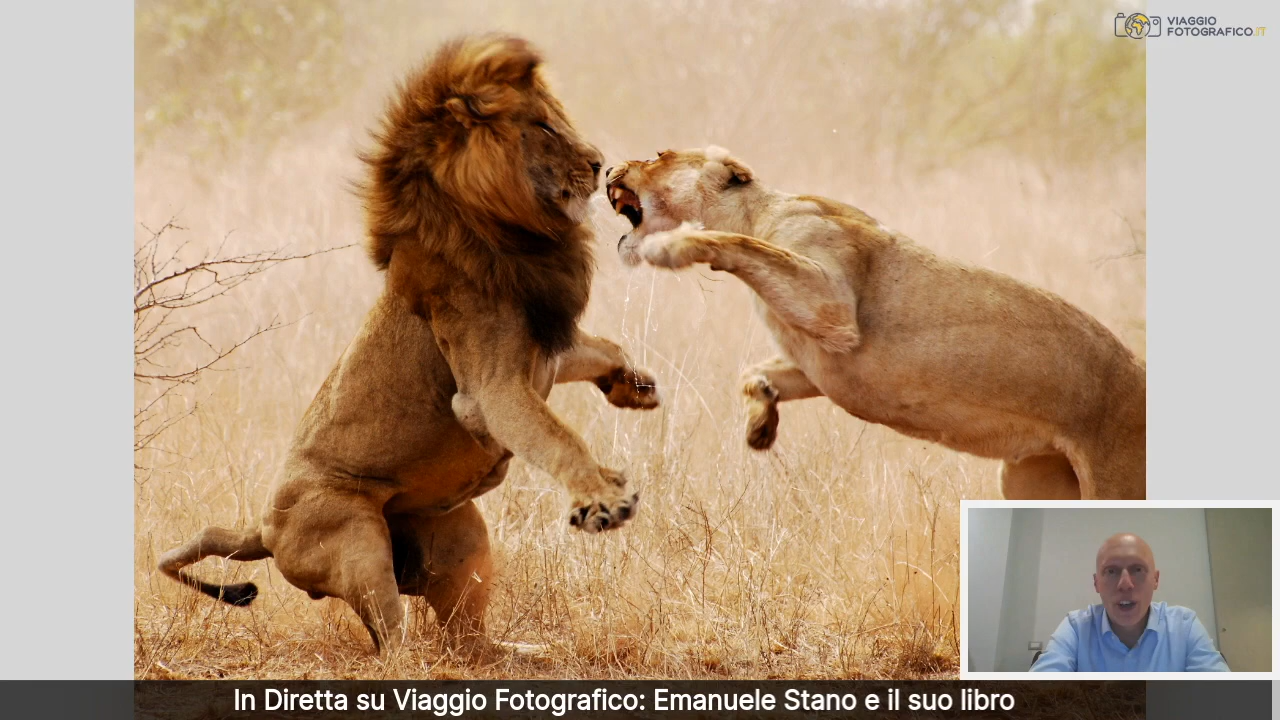 VIAGGIO
FOTOGRAFICO.IT
In Diretta su Viaggio Fotografico: Emanuele Stano e il suo libro